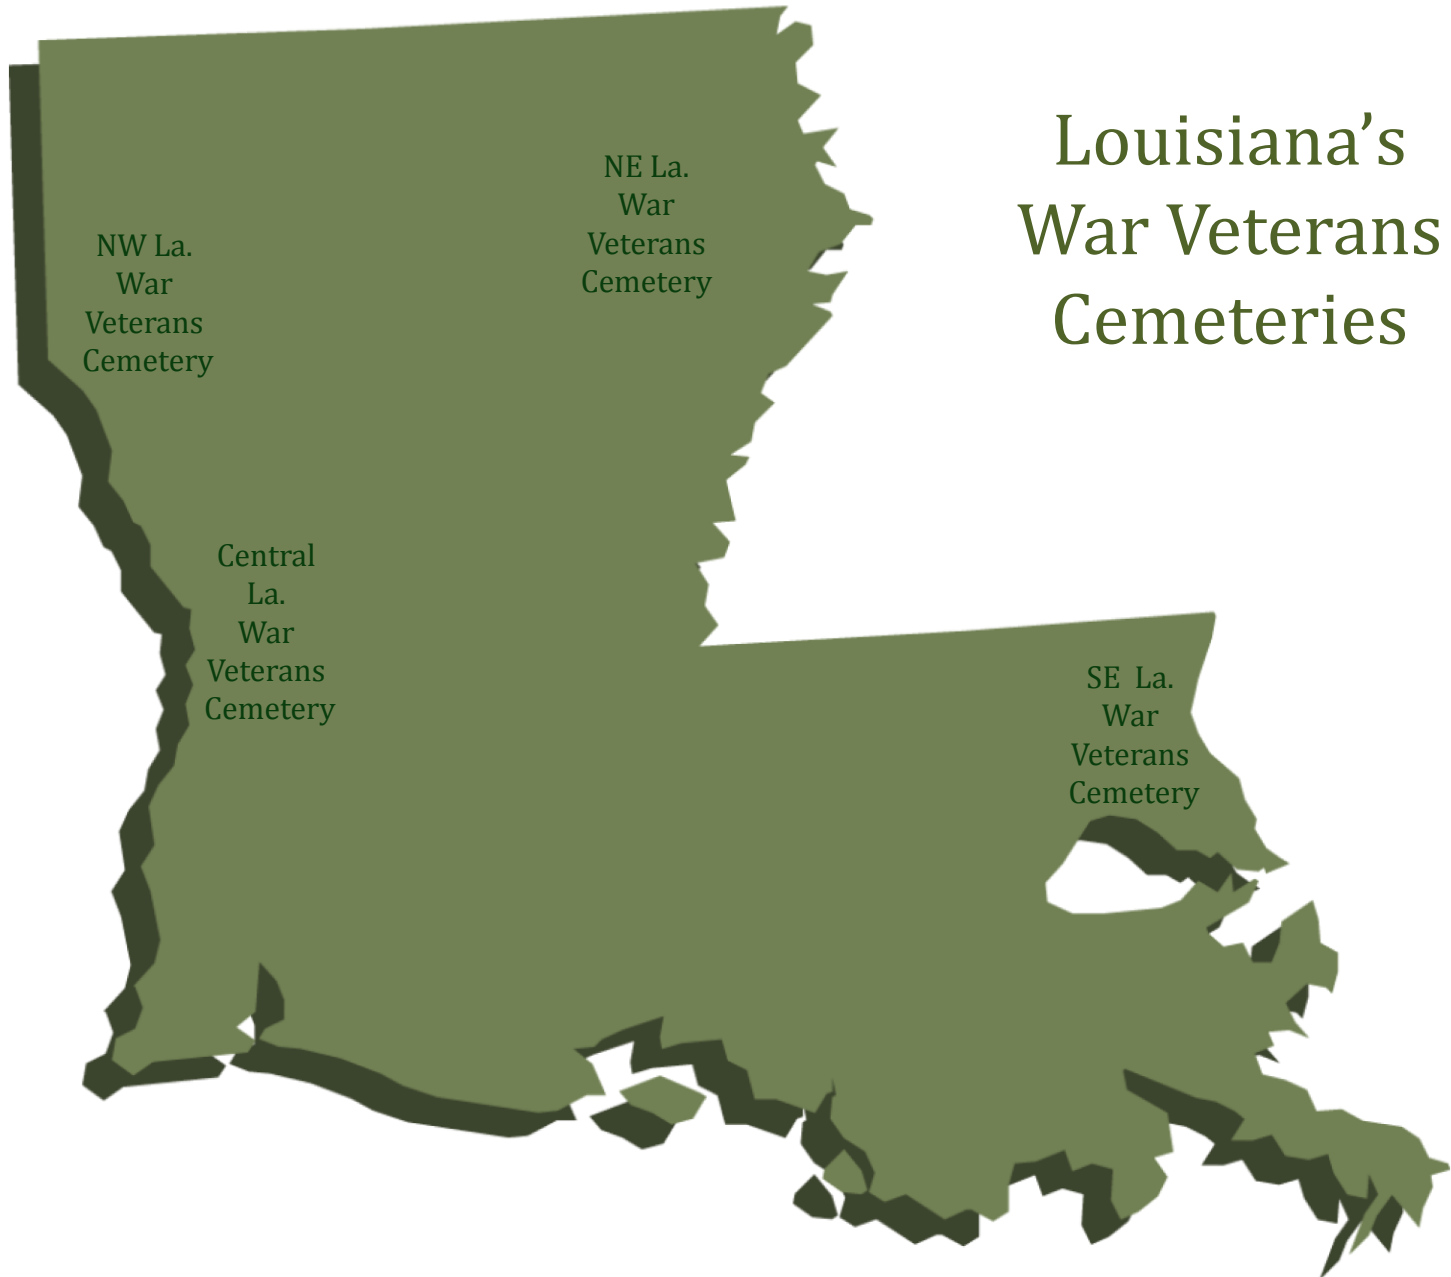 Louisiana’s
War Veterans
Cemeteries
NE La.
War
Veterans
Cemetery
NW La.
War
Veterans
Cemetery
Central
La.
War
Veterans
Cemetery
SE  La.
War
Veterans
Cemetery